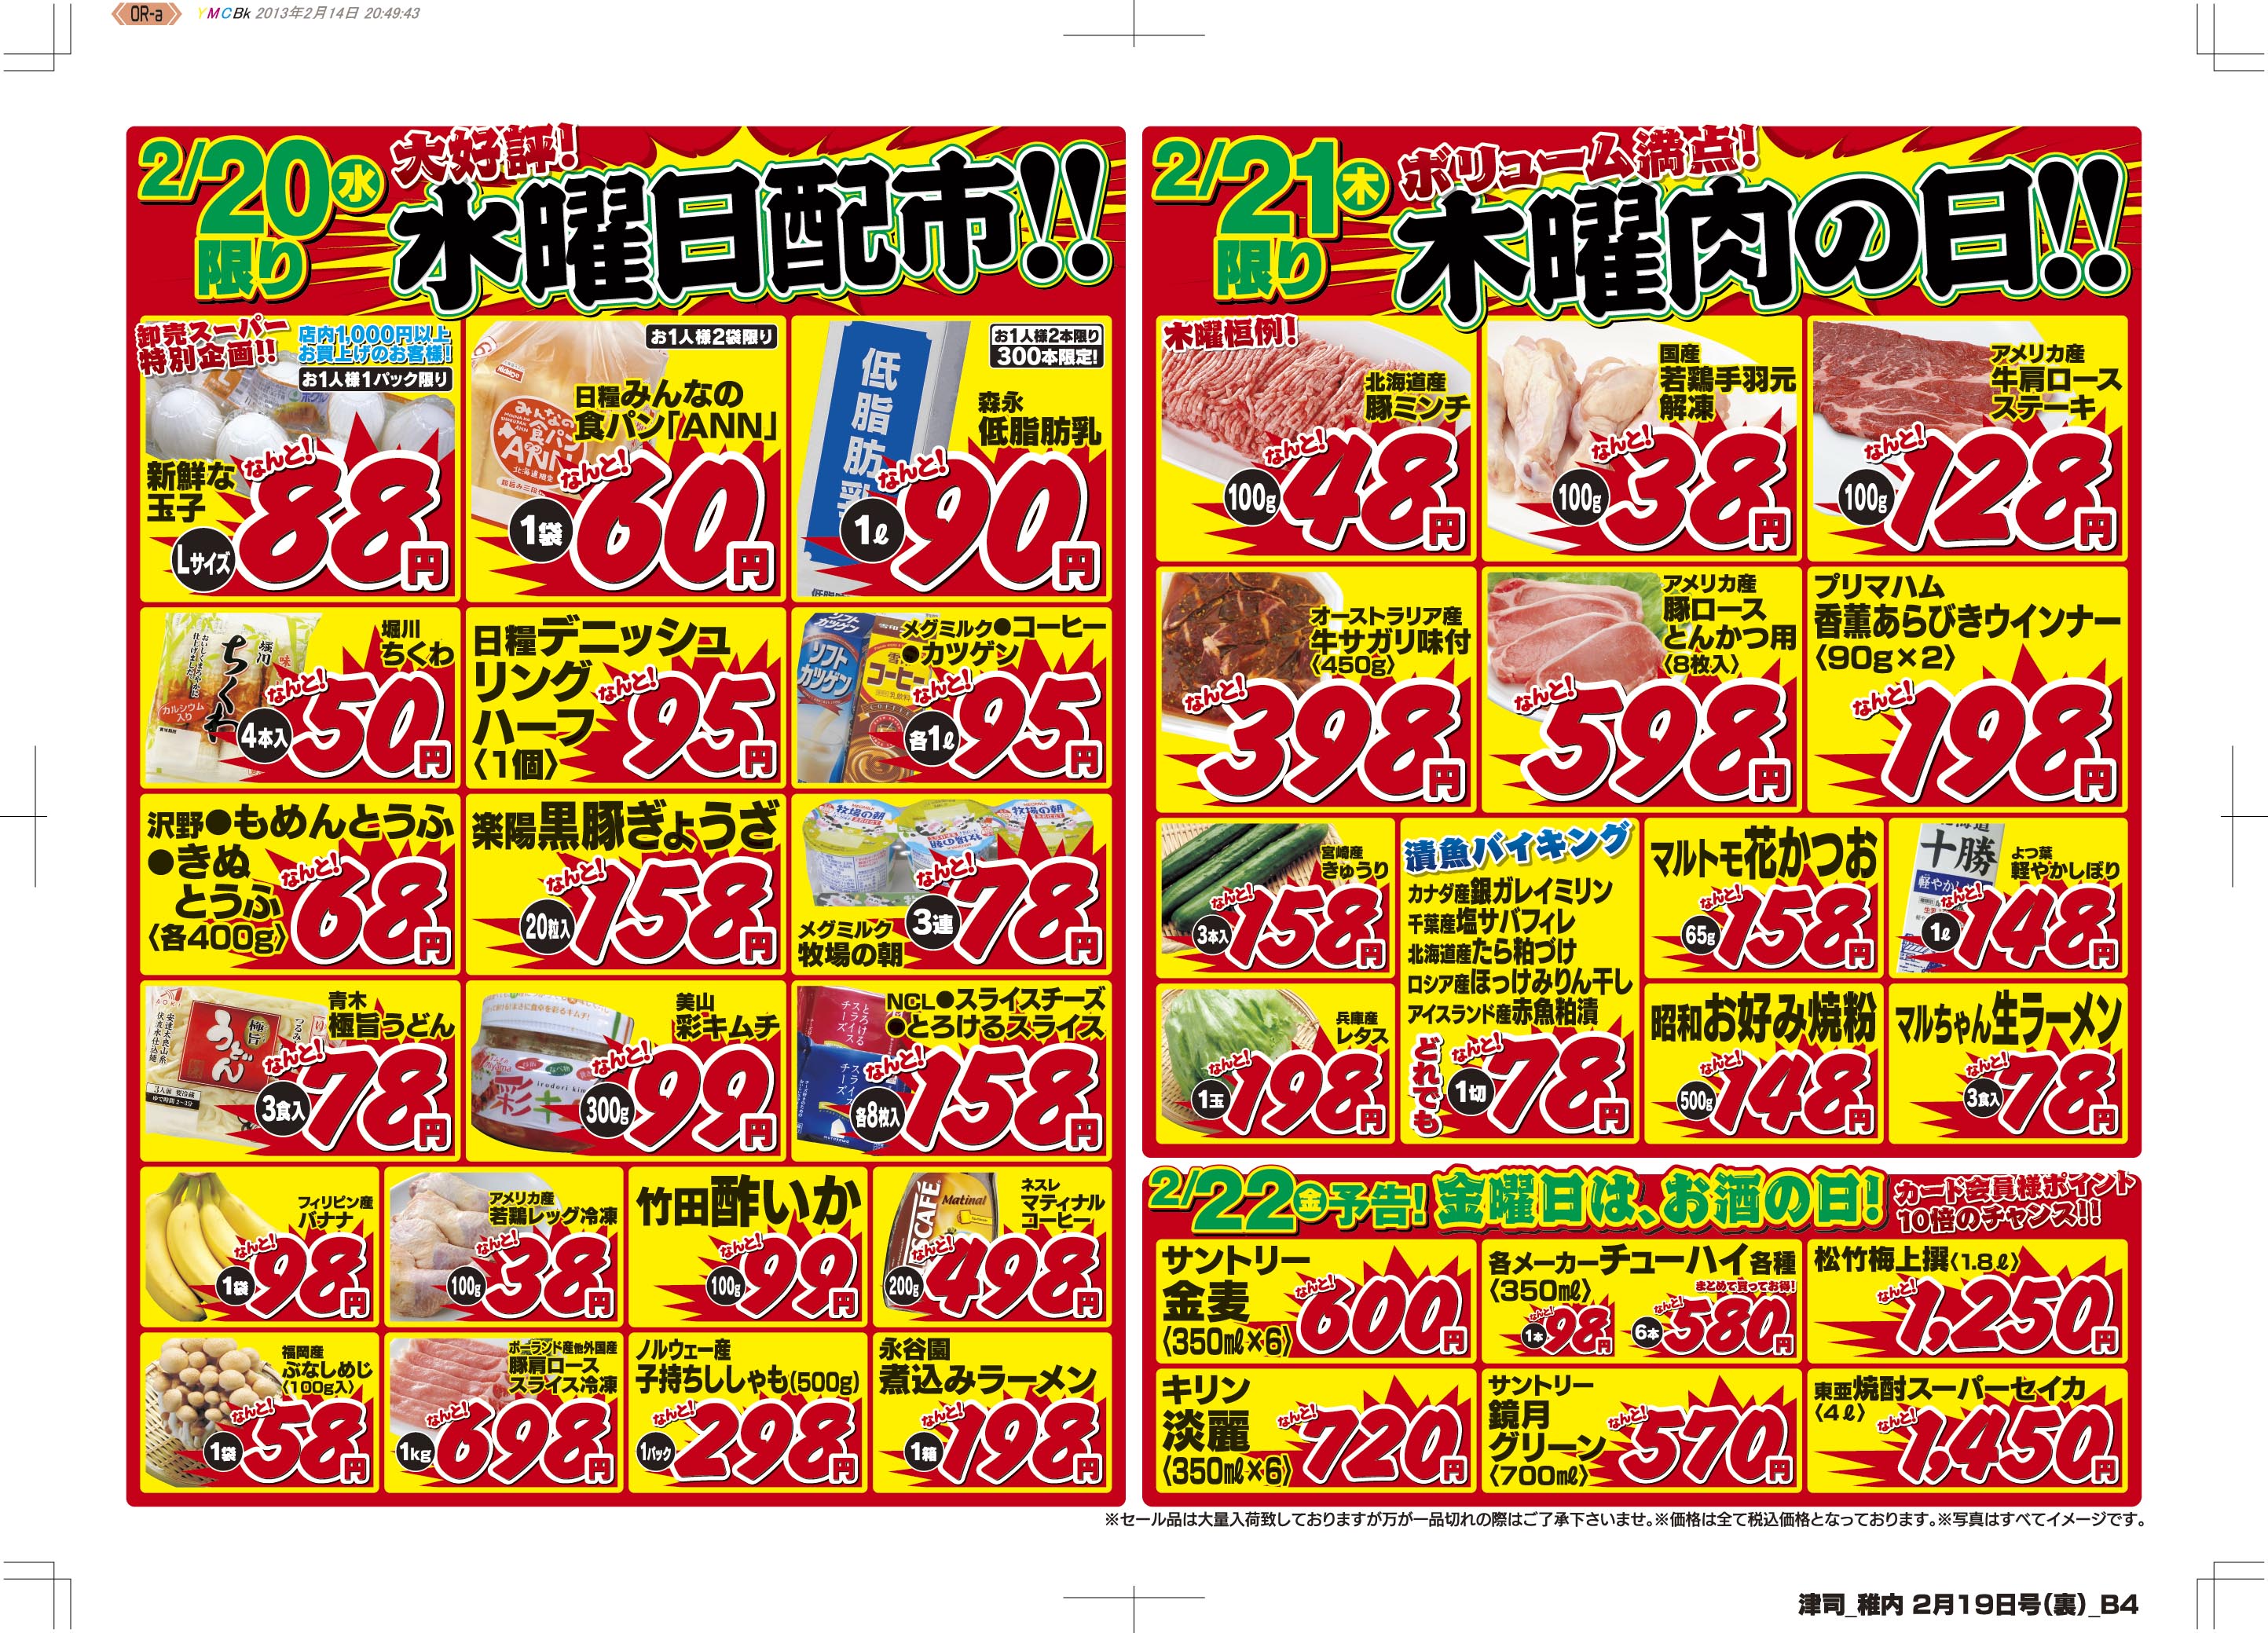 OR-a YMCBk 2013年2月14日 20:49:43
2/20水
限り
大好評!
水曜日配市!!
卸売スーパー
特別企画!!
店内1,000円以上
お買上げのお客様!
お1人様1パック限り
新鮮な
玉子
Lサイズ
なんと!
88円
お1人様2袋限り
日糧みんなの
食パン「ANN」
1袋
なんと!
60円
お1人様2本限り
300本限定!
低脂肪乳
森永
低脂肪乳
1ℓ
なんと!
90円
堀川
ちくわ
4本入
なんと!
50円
日糧デニッシュ
リング
ハーフ
〈1個〉
なんと!
95円
メグミルク●コーヒー
●カツゲン
各1ℓ
なんと!
95円
沢野●もめんとうふ
●きぬ
とうふ
〈各400g〉
なんと!
68円
楽陽黒豚ぎょうざ
20粒入
なんと!
158円
メグミルク
牧場の朝
3連
なんと!
78円
青木
極旨うどん
3食入
なんと!
78円
美山
彩キムチ
300g
なんと!
99円
NCL●スライスチーズ
●とろけるスライス
各8枚入
なんと!
158円
フィリピン産
バナナ
1袋
なんと!
98円
アメリカ産
若鶏レッグ冷凍
100g
なんと!
38円
竹田酢いか
100g
なんと!
99円
ネスレ
マティナル
コーヒー
200g
なんと!
498円
福岡産
ぶなしめじ
〈100g入〉
1袋
なんと!
58円
ポーランド産他外国産
豚肩ロース
スライス冷凍
1kg
なんと!
698円
ノルウェー産
子持ちししゃも(500g)
1パック
なんと!
298円
永谷園
煮込みラーメン
1箱
なんと!
198円
2/21木
限り
ボリューム満点!
木曜肉の日!!
木曜恒例!
北海道産
豚ミンチ
100g
なんと!
48円
国産
若鶏手羽元
解凍
100g
なんと!
38円
アメリカ産
牛肩ロース
ステーキ
100g
なんと!
128円
オーストラリア産
牛サガリ味付
〈450g〉
なんと!
398円
アメリカ産
豚ロース
とんかつ用
〈8枚入〉
なんと!
598円
プリマハム
香薫あらびきウインナー
〈90g×2〉
なんと!
198円
宮崎産
きゅうり
3本入
なんと!
158円
兵庫産
レタス
1玉
なんと!
198円
漬魚バイキング
カナダ産銀ガレイミリン
千葉産塩サバフィレ
北海道産たら粕づけ
ロシア産ほっけみりん干し
アイスランド産赤魚粕漬
どれでも
1切
なんと!
78円
マルトモ花かつお
65g
なんと!
158円
よつ葉
軽やかしぼり
1ℓ
なんと!
148円
昭和お好み焼粉
500g
なんと!
148円
マルちゃん生ラーメン
3食入
なんと!
78円
2/22金予告!金曜日は、お酒の日!
カード会員様ポイント
10倍のチャンス!!
サントリー
金麦
〈350mℓ×6〉
なんと!
600円
各メーカーチューハイ各種
〈350mℓ〉
まとめて買ってお得!
1本
なんと!
98円
6本
なんと!
580円
松竹梅上撰〈1.8ℓ〉
なんと!
1,250円
キリン
淡麗
〈350mℓ×6〉
なんと!
720円
サントリー
鏡月
グリーン
〈700mℓ〉
なんと!
570円
東亜焼酎スーパーセイカ
〈4ℓ〉
なんと!
1,450円
※セール品は大量入荷致しておりますが万が一品切れの際はご了承下さいませ。※価格は全て税込価格となっております。※写真はすべてイメージです。
津司_稚内 2月19日号(裏)_B4